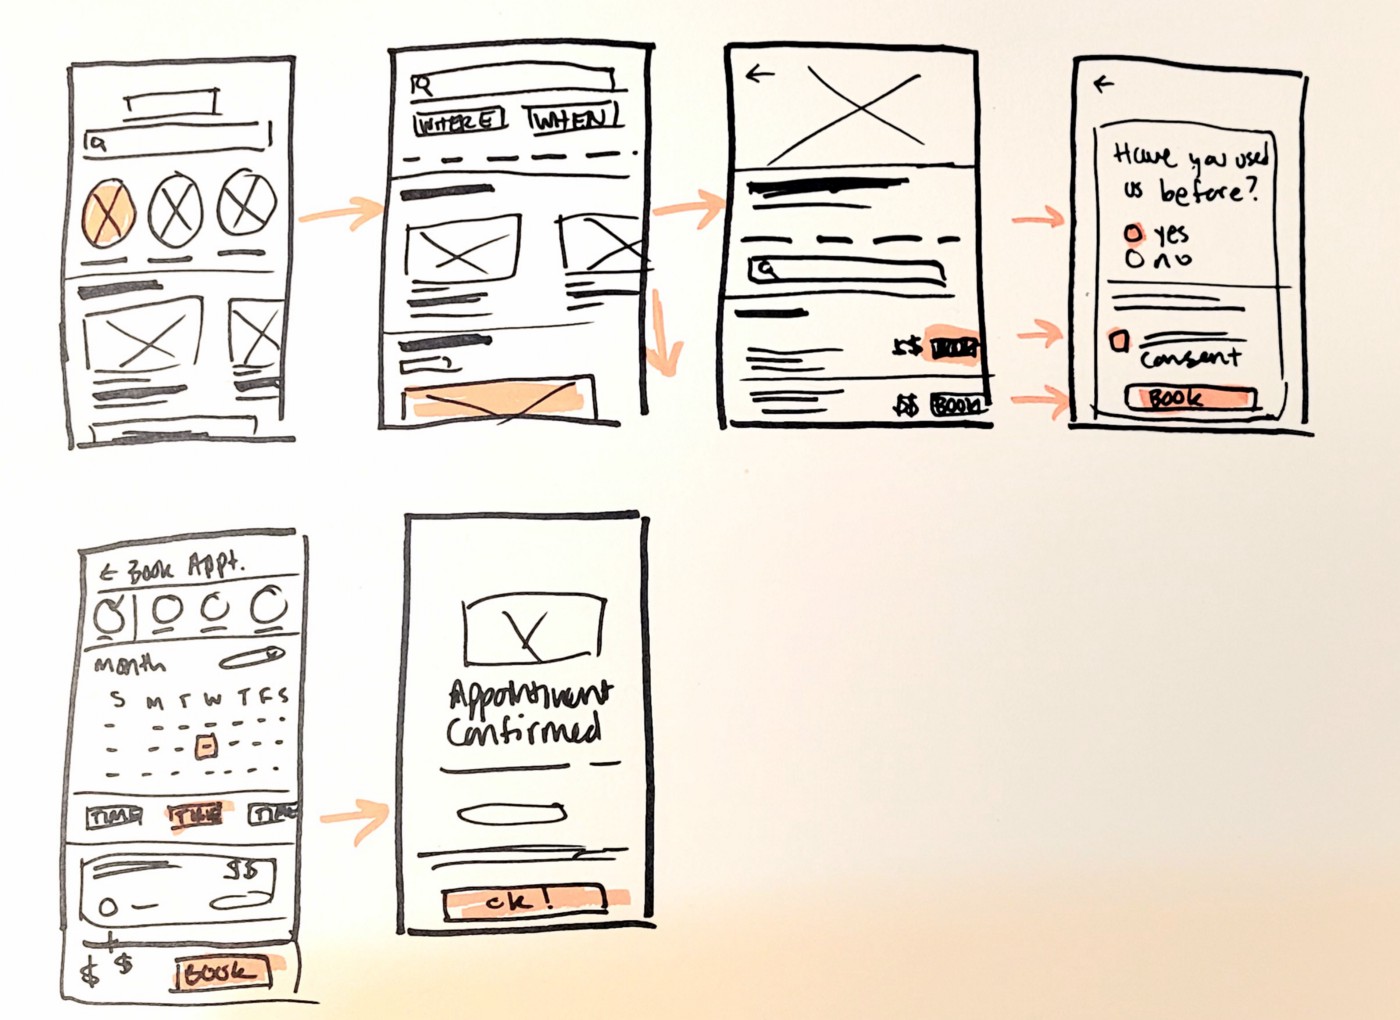 WHERE
WHEN
$$ BOOK
$$ BOOK
Have you used
us before?
yes
no
consent
BOOK
← Book Appt.
Month
S M T W T F S
TIME TIME TIME
$$
$ $
BOOK
Appointment
Confirmed
ok!